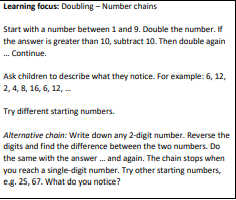 Learning focus: Doubling – Number chains
Start with a number between 1 and 9. Double the number. If
the answer is greater than 10, subtract 10. Then double again
... Continue.
Ask children to describe what they notice. For example: 6, 12,
2, 4, 8, 16, 6, 12, ...
Try different starting numbers.
Alternative chain: Write down any 2-digit number. Reverse the
digits and find the difference between the two numbers. Do
the same with the answer ... and again. The chain stops when
you reach a single-digit number. Try other starting numbers,
e.g. 25, 67. What do you notice?